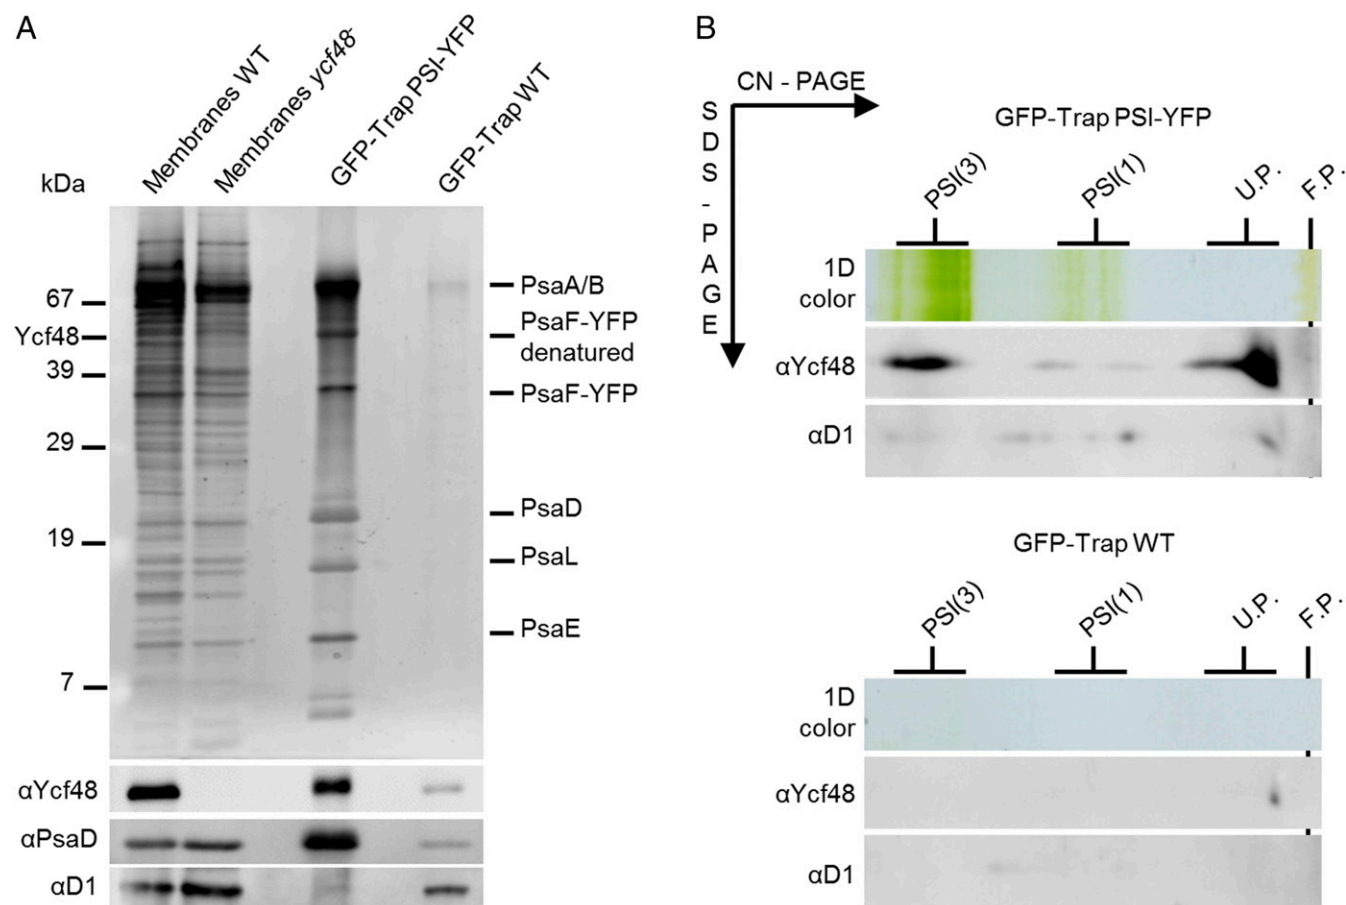 A
Membranes WT
Membranes ycf48-
GFP-Trap PSI-YFP
GFP-Trap WT
kDa
67
Ycf48
39
29
19
7
PsaA/B
PsaF-YFP
denatured
PsaF-YFP
PsaD
PsaL
PsaE
αYcf48
αPsaD
αD1
B
CN - PAGE
SDS-PAGE
GFP-Trap PSI-YFP
PSI(3)
PSI(1)
U.P.
F.P.
1D
color
αYcf48
αD1
GFP-Trap WT
PSI(3)
PSI(1)
U.P.
F.P.
1D
color
αYcf48
αD1